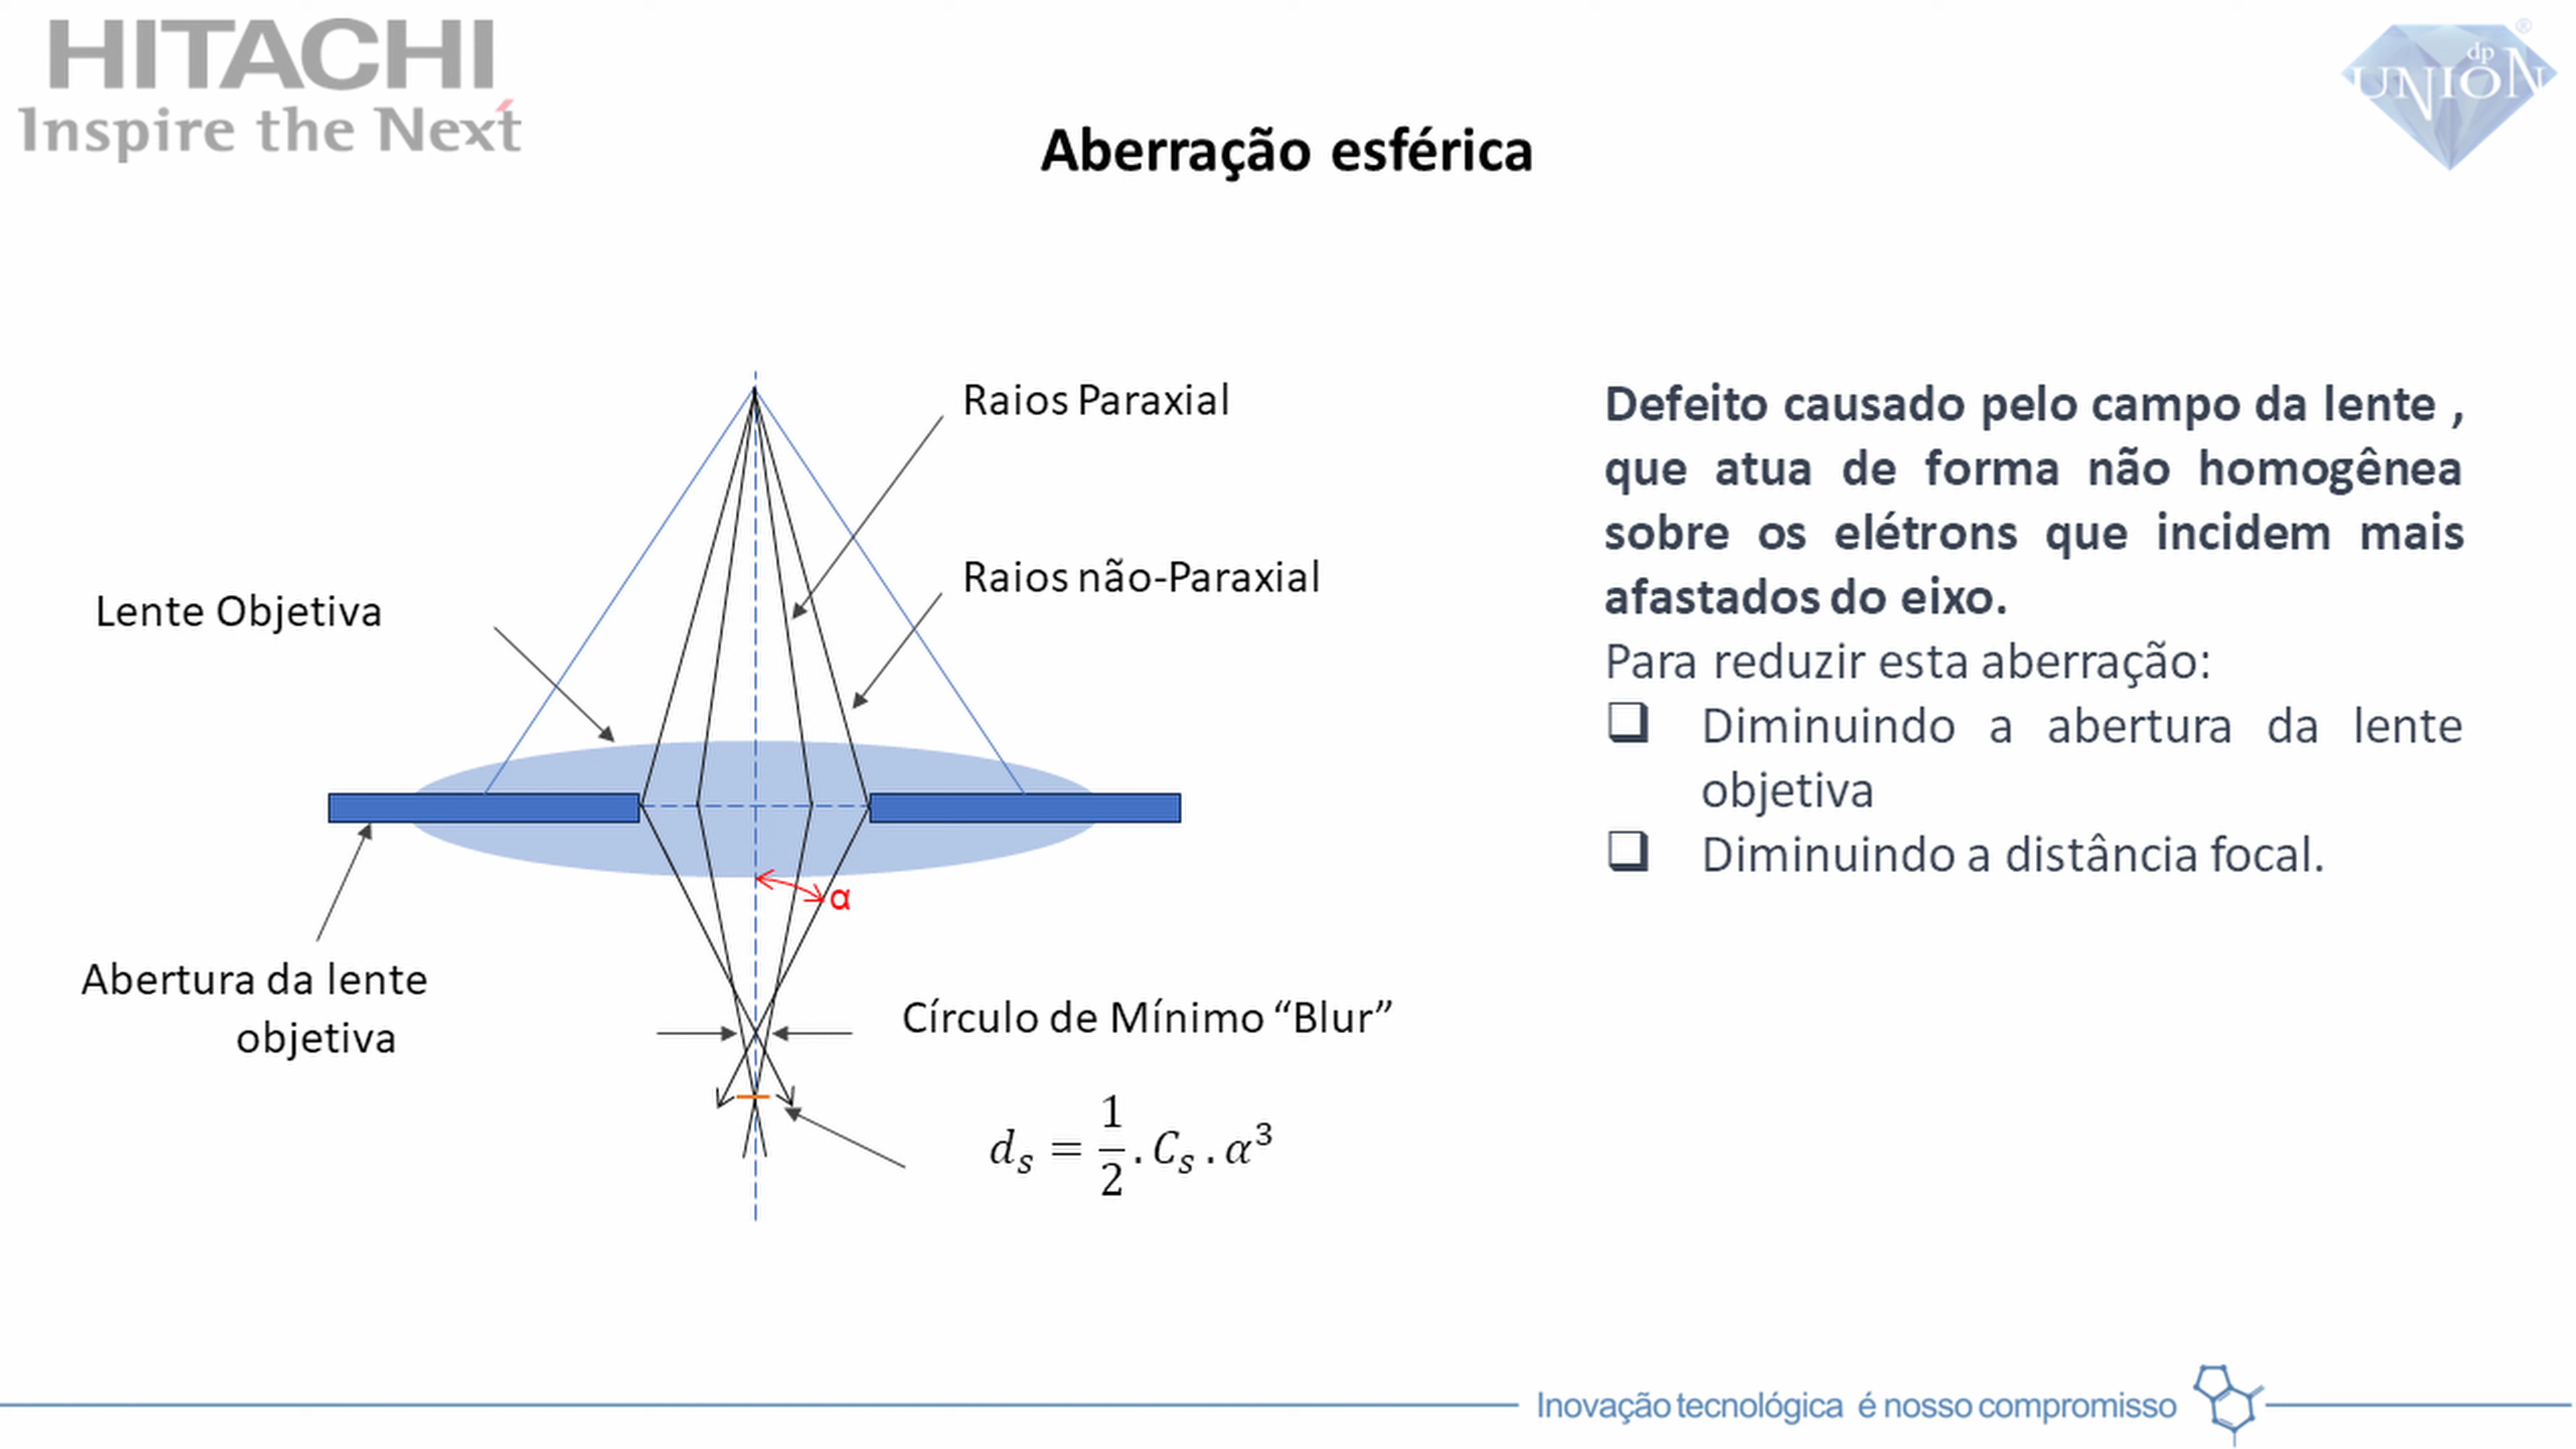 HITACHI
Inspire the Next
dp
UNION
®
Aberração esférica
Raios Paraxial
Raios não-Paraxial
Lente Objetiva
α
Abertura da lente
objetiva
Círculo de Mínimo “Blur”
d_s = 1/2 . C_s . α³
Defeito causado pelo campo da lente ,
que atua de forma não homogênea
sobre os elétrons que incidem mais
afastados do eixo.
Para reduzir esta aberração:
❑ Diminuindo a abertura da lente
objetiva
❑ Diminuindo a distância focal.
Inovação tecnológica é nosso compromisso